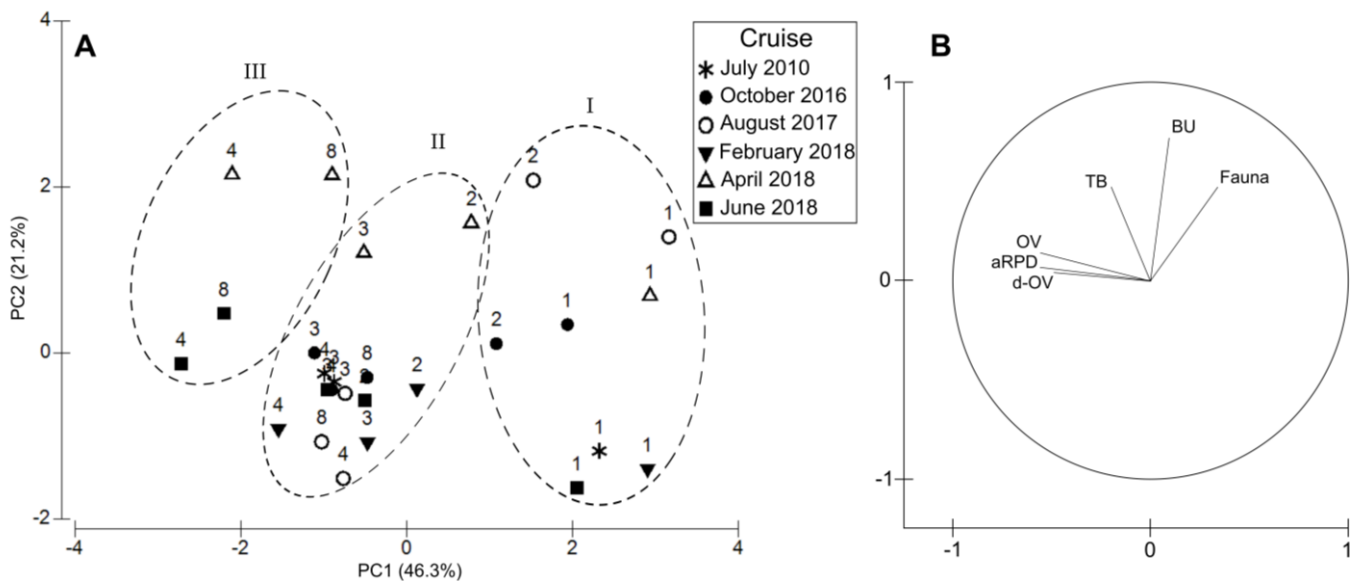 A
III
II
I
4
2
0
-2
PC2 (21.2%)
-4
-2
0
2
4
PC1 (46.3%)
4
8
8
4
3
2
2
1
1
2
1
1
1
1
3
4
3
3
8
2
4
3
8
4
Cruise
July 2010
October 2016
August 2017
February 2018
April 2018
June 2018
B
1
0
-1
-1
0
1
BU
TB
Fauna
OV
aRPD
d-OV